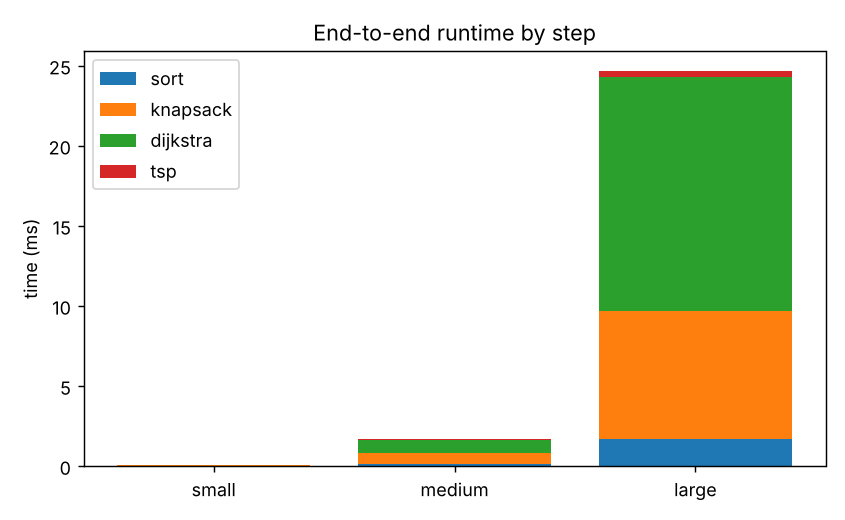 End-to-end runtime by step
sort
knapsack
dijkstra
tsp
time (ms)
25
20
15
10
5
0
small
medium
large